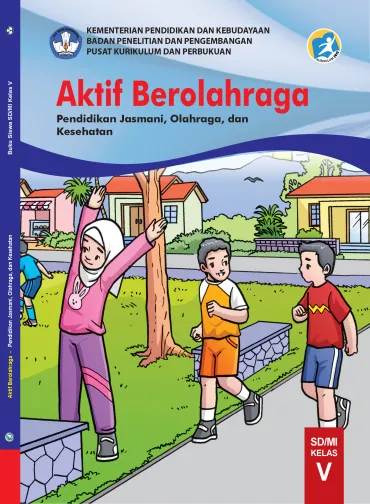 KEMENTERIAN PENDIDIKAN DAN KEBUDAYAAN
BADAN PENELITIAN DAN PENGEMBANGAN
PUSAT KURIKULUM DAN PERBUKUAN
Aktif Berolahraga
Pendidikan Jasmani, Olahraga, dan
Kesehatan
SD/MI
KELAS
V
Buku Siswa SD/MI Kelas V
Aktif Berolahraga - Pendidikan Jasmani, Olahraga, dan Kesehatan